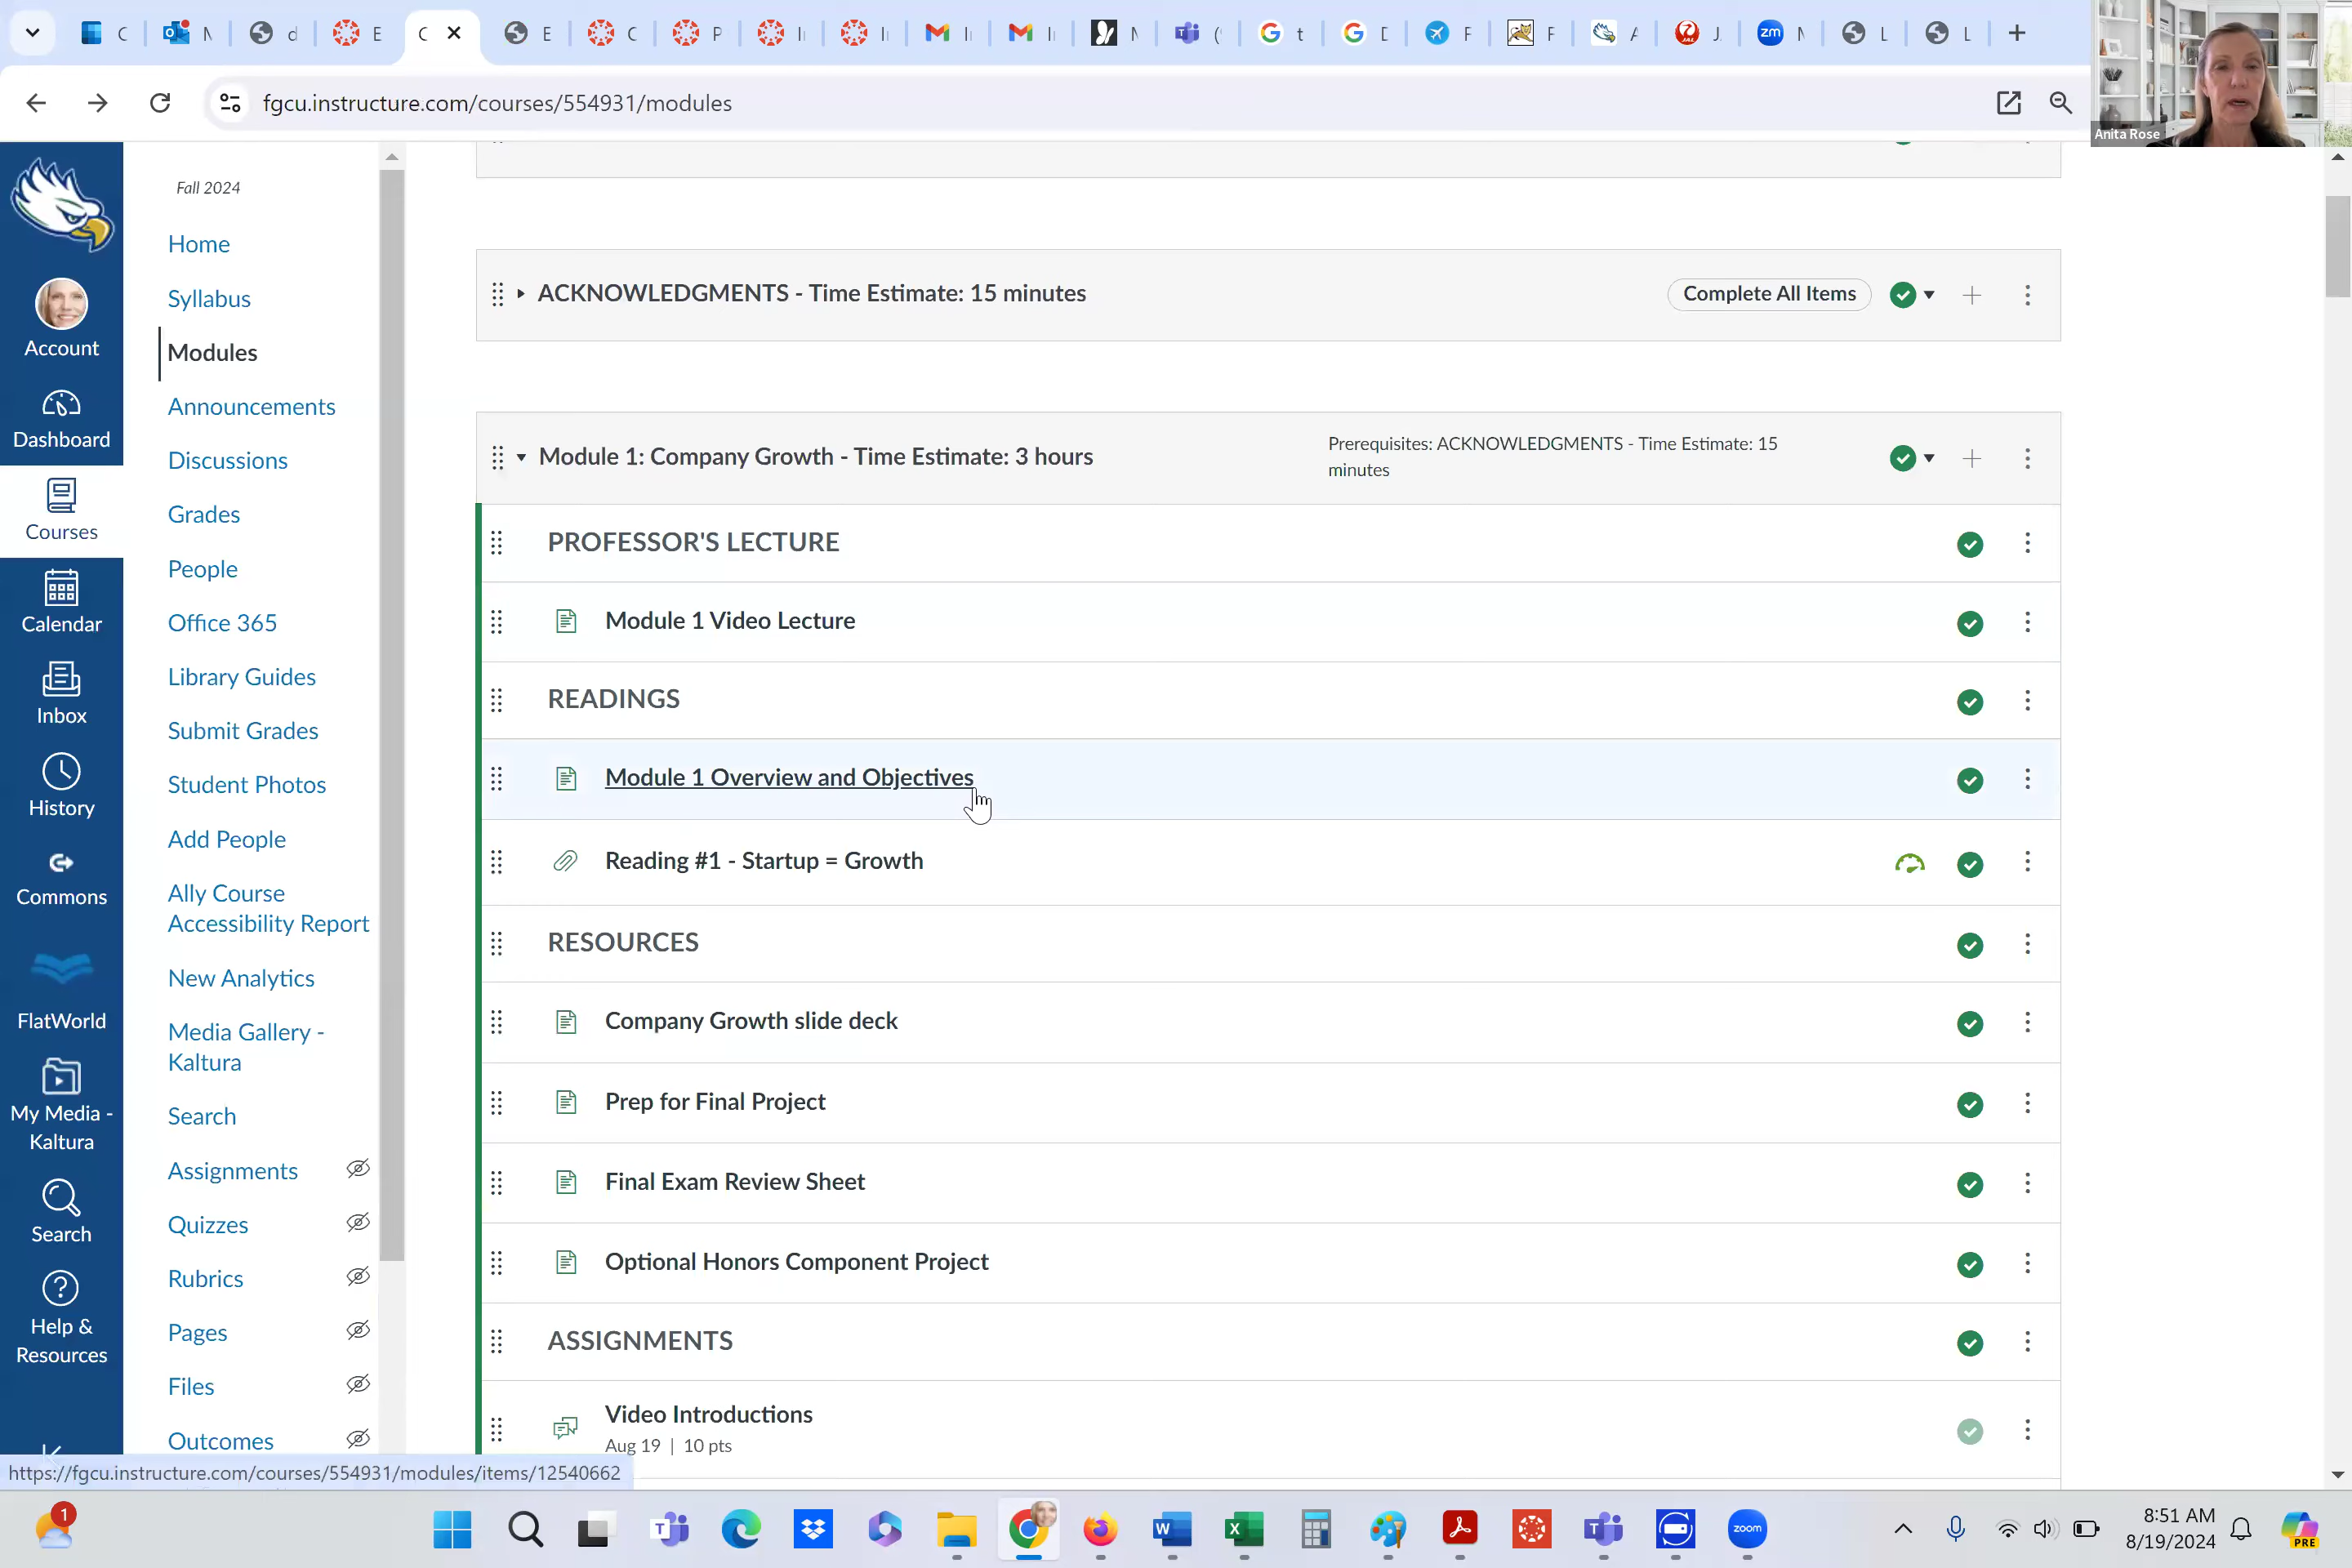 C
N
d
E
C
E
C
P
I
I
I
I
N
(
t
D
F
F
A
J
zm
N
L
L
fgcu.instructure.com/courses/554931/modules
Anita Rose
Account
Dashboard
Courses
Calendar
Inbox
History
Commons
FlatWorld
My Media -
Kaltura
Search
Help &
Resources
Fall 2024
Home
Syllabus
Modules
Announcements
Discussions
Grades
People
Office 365
Library Guides
Submit Grades
Student Photos
Add People
Ally Course
Accessibility Report
New Analytics
Media Gallery -
Kaltura
Search
Assignments
Quizzes
Rubrics
Pages
Files
Outcomes
ACKNOWLEDGMENTS - Time Estimate: 15 minutes
Complete All Items
Module 1: Company Growth - Time Estimate: 3 hours
Prerequisites: ACKNOWLEDGMENTS - Time Estimate: 15
minutes
PROFESSOR'S LECTURE
Module 1 Video Lecture
READINGS
Module 1 Overview and Objectives
Reading #1 - Startup = Growth
RESOURCES
Company Growth slide deck
Prep for Final Project
Final Exam Review Sheet
Optional Honors Component Project
ASSIGNMENTS
Video Introductions
Aug 19 | 10 pts
https://fgcu.instructure.com/courses/554931/modules/items/12540662
1
zoom
8:51 AM
8/19/2024
PRE